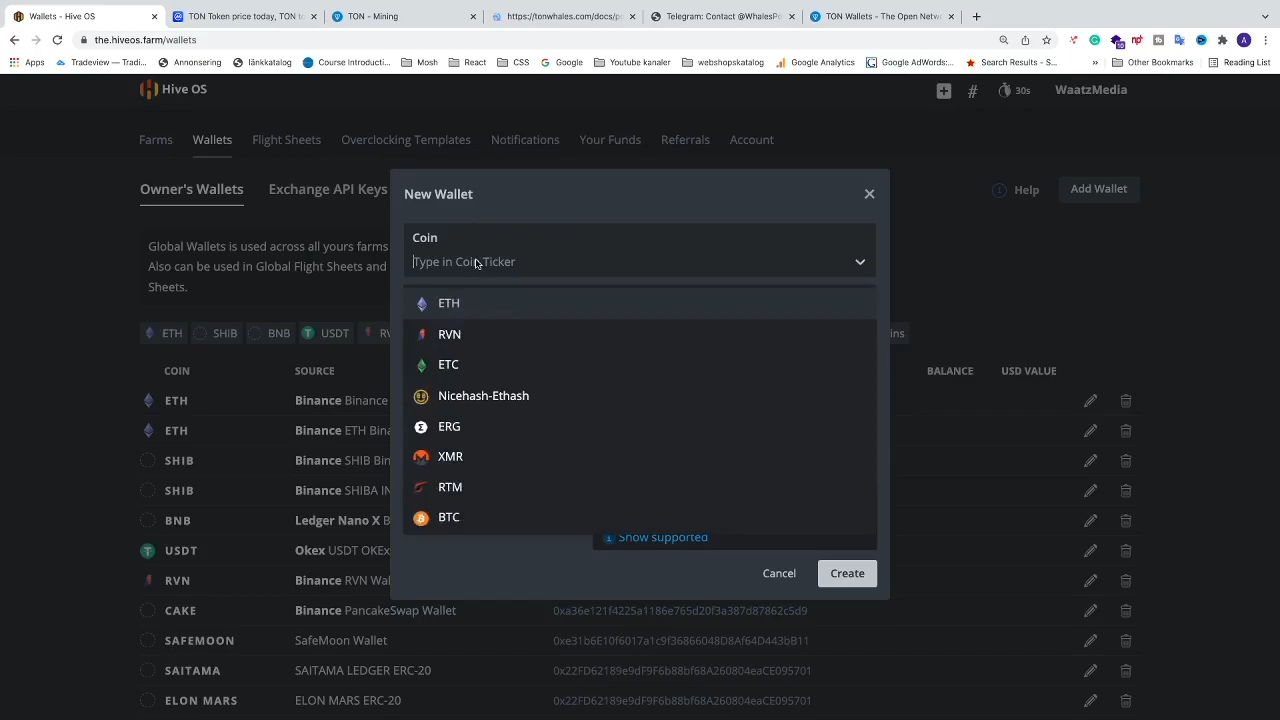 Wallets | Hive OS
TON Token price today, TON to
TON - Mining
https://tonwhales.com/docs/po
Telegram: Contact @WhalesPo
TON Wallets - The Open Netw
the.hiveos.farm/wallets
Apps
Tradeview — Tradi...
Annonsering
länkkatalog
Course Introducti...
Mosh
React
CSS
Google
Youtube kanaler
webshopskatalog
Google Analytics
Google AdWords:...
Search Results - S...
»
Other Bookmarks
Reading List
Hive OS
30s
WaatzMedia
Farms
Wallets
Flight Sheets
Overclocking Templates
Notifications
Your Funds
Referrals
Account
Owner's Wallets
Exchange API Keys
Help
Add Wallet
Global Wallets is used across all yours farms
Also can be used in Global Flight Sheets and
Sheets.
ETH
SHIB
BNB
USDT
RV
ins
New Wallet
Coin
Type in Coin Ticker
ETH
RVN
ETC
Nicehash-Ethash
ERG
XMR
RTM
BTC
Show supported
Cancel
Create
COIN
SOURCE
BALANCE
USD VALUE
ETH
Binance Binance
ETH
Binance ETH Bina
SHIB
Binance SHIB Bin
SHIB
Binance SHIBA IN
BNB
Ledger Nano X B
USDT
Okex USDT OKEx
RVN
Binance RVN Wal
CAKE
Binance PancakeSwap Wallet
0xa36e121f4225a1186e765d20f3a387d87862c5d9
SAFEMOON
SafeMoon Wallet
0xe31b6E10f6017a1c9f36866048D8Af64D443bB11
SAITAMA
SAITAMA LEDGER ERC-20
0x22FD62189e9dF9F6b88bf68A260804eaCE095701
ELON MARS
ELON MARS ERC-20
0x22FD62189e9dF9F6b88bf68A260804eaCE095701